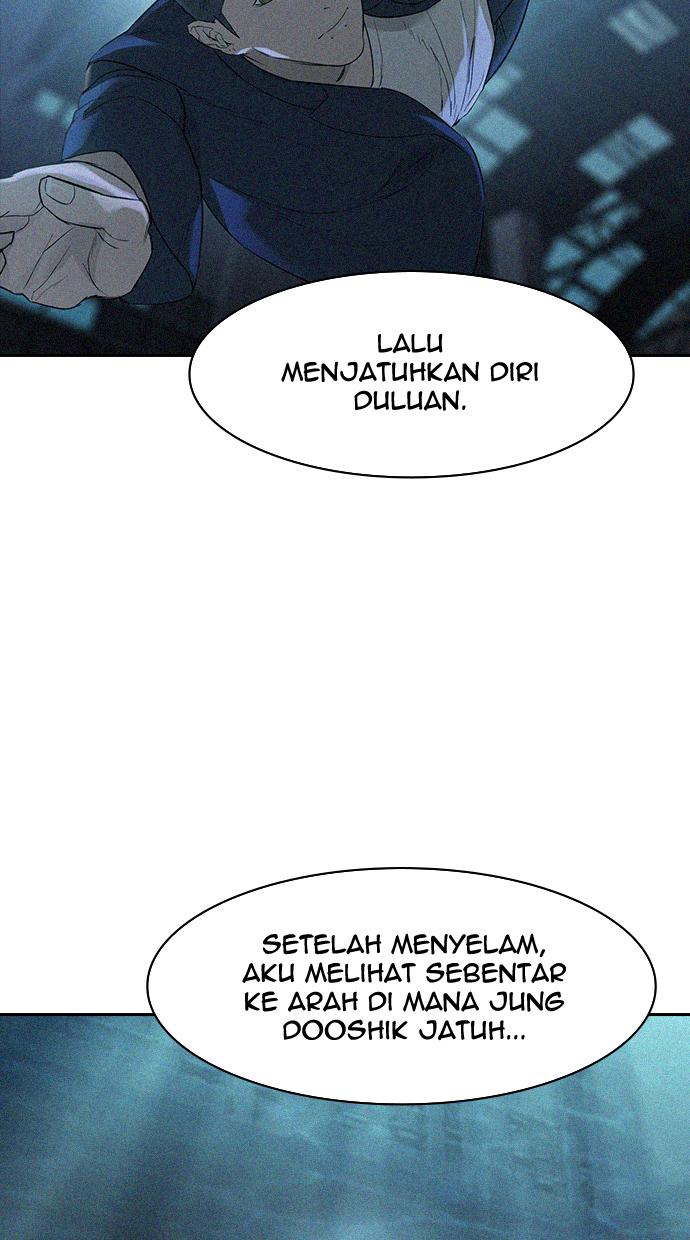 LALU
MENJATUHKAN DIRI
DULUAN.
SETELAH MENYELAM,
AKU MELIHAT SEBENTAR
KE ARAH DI MANA JUNG
DOOSHIK JATUH...